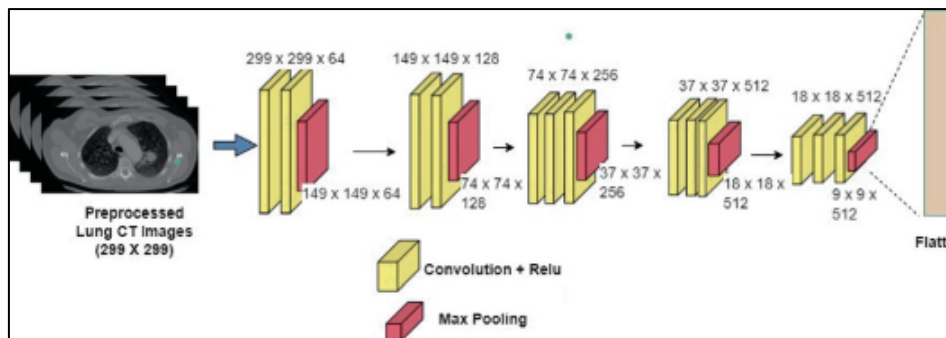 299 x 299 x 64
149 x 149 x 128
74 x 74 x 256
37 x 37 x 512
18 x 18 x 512
149 x 149 x 64
74 x 74 x
128
37 x 37 x
256
18 x 18 x
512
9 x 9 x
512
Preprocessed
Lung CT Images
(299 X 299)
Flatt
Convolution + Relu
Max Pooling